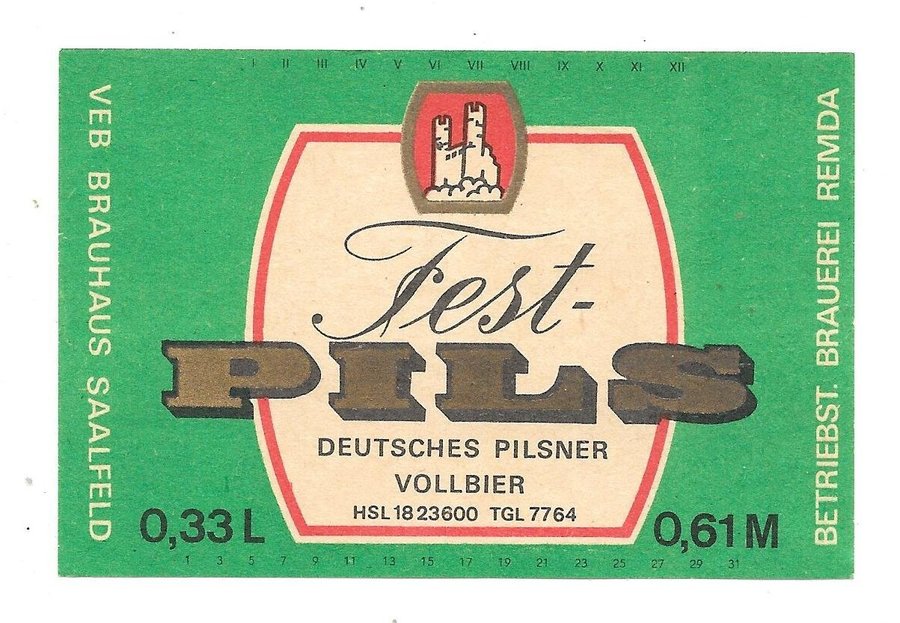 I II III IV V VI VII VIII IX X XI XII
VEB BRAUHAUS SAALFELD
Fest-
PILS
DEUTSCHES PILSNER
VOLLBIER
HSL 18 23600 TGL 7764
0,33 L
0,61 M
BETRIEBST. BRAUEREI REMDA
1 3 5 7 9 11 13 15 17 19 21 23 25 27 29 31